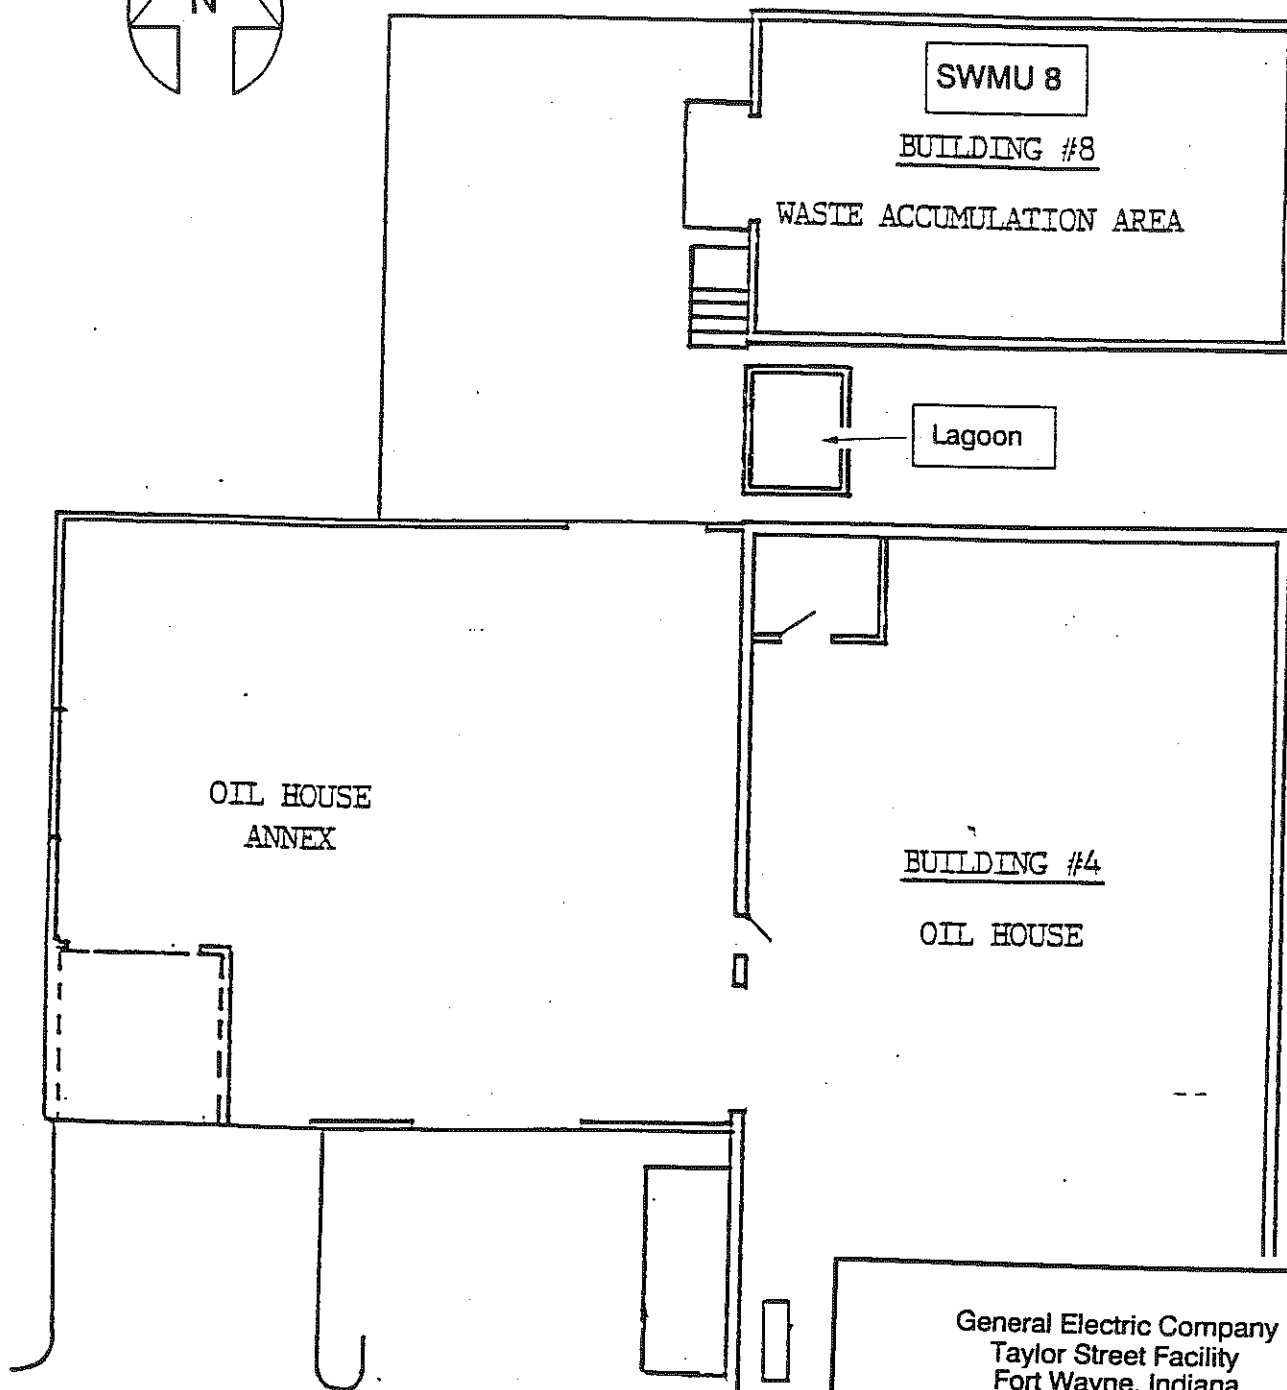 N
SWMU 8
BUILDING #8
WASTE ACCUMULATION AREA
Lagoon
OIL HOUSE
ANNEX
BUILDING #4
OIL HOUSE
General Electric Company
Taylor Street Facility
Fort Wayne, Indiana